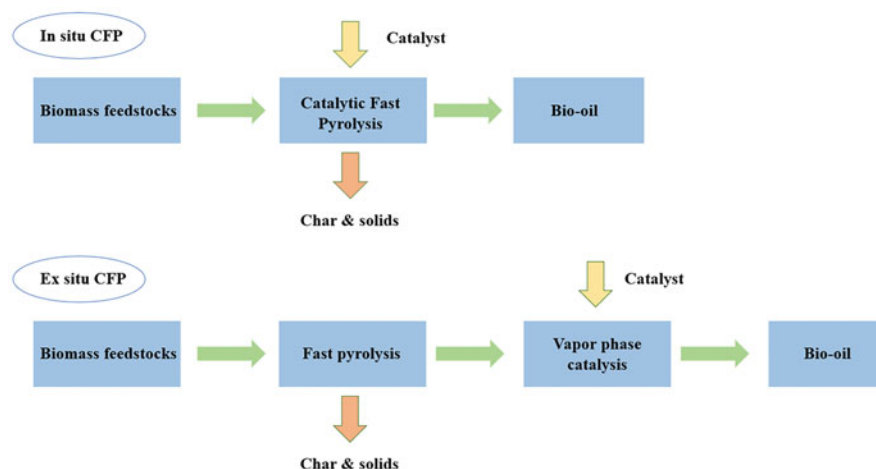 In situ CFP
Catalyst
Biomass feedstocks
Catalytic Fast
Pyrolysis
Bio-oil
Char & solids
Ex situ CFP
Catalyst
Biomass feedstocks
Fast pyrolysis
Vapor phase
catalysis
Bio-oil
Char & solids